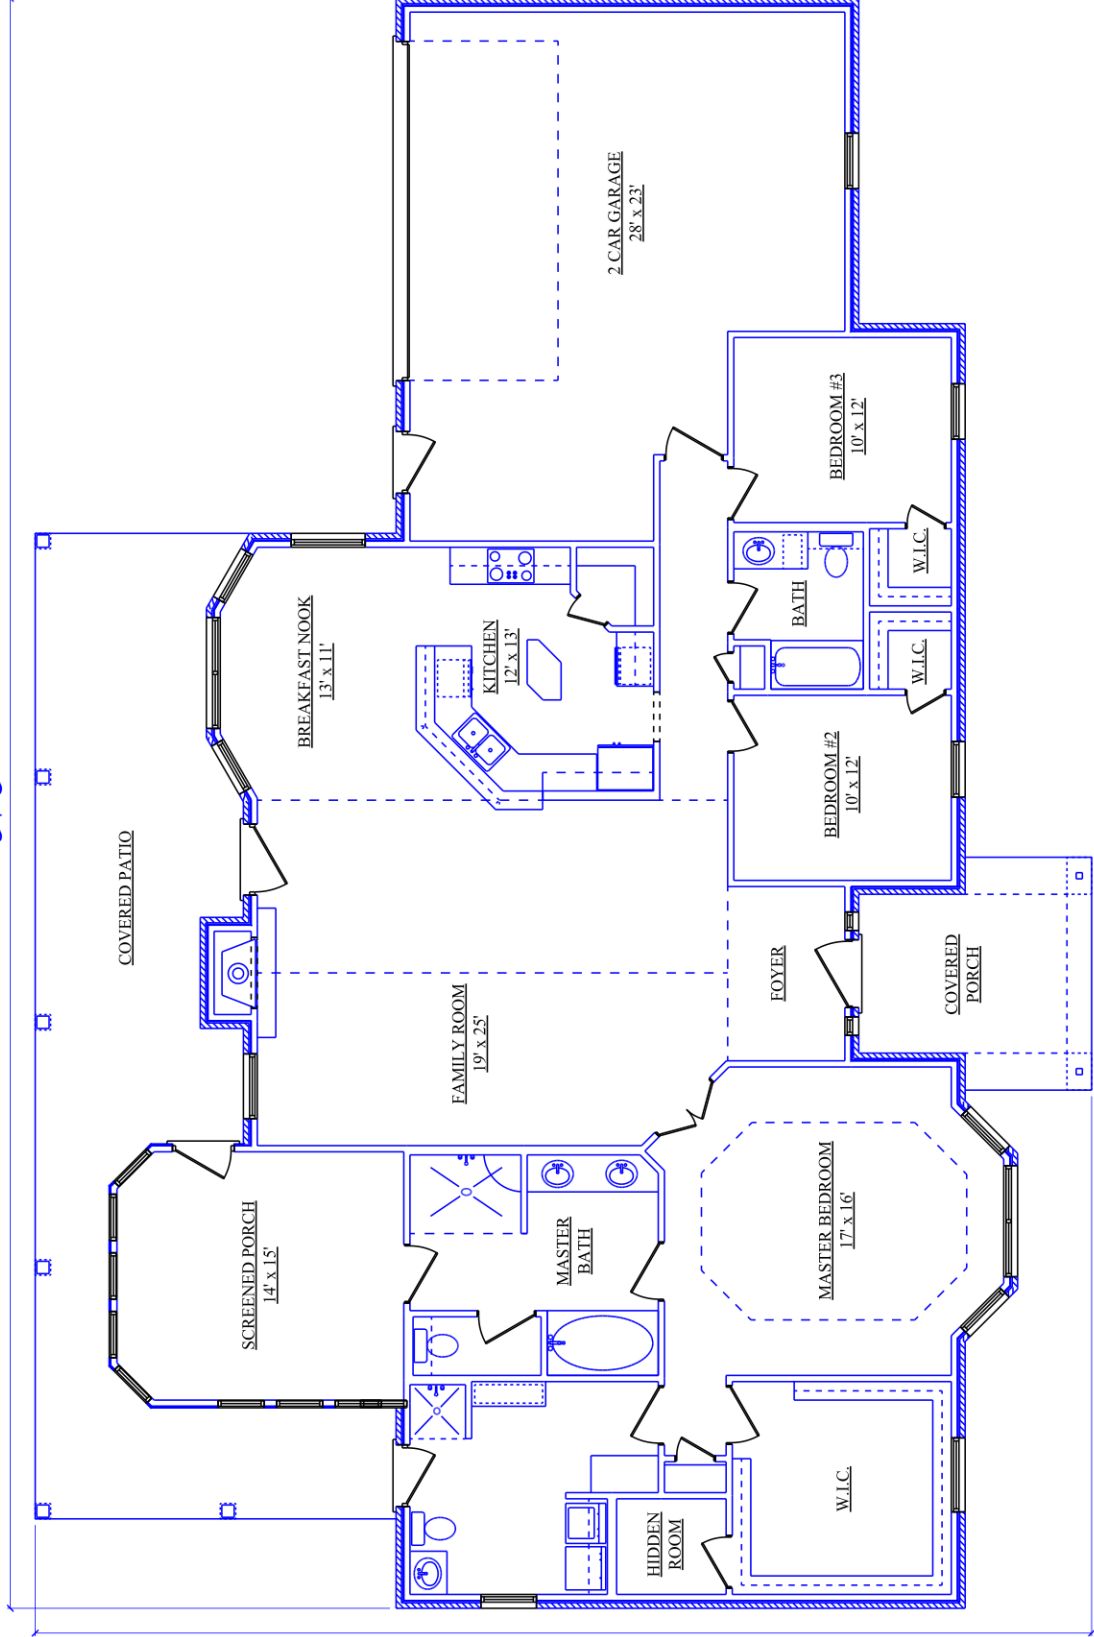 COVERED PATIO
SCREENED PORCH
14' x 15'
FAMILY ROOM
19' x 25'
BREAKFAST NOOK
13' x 11'
KITCHEN
12' x 13'
2 CAR GARAGE
28' x 23'
MASTER
BATH
HIDDEN
ROOM
MASTER BEDROOM
17' x 16'
W.I.C.
FOYER
COVERED
PORCH
BEDROOM #2
10' x 12'
BATH
W.I.C.
W.I.C.
BEDROOM #3
10' x 12'